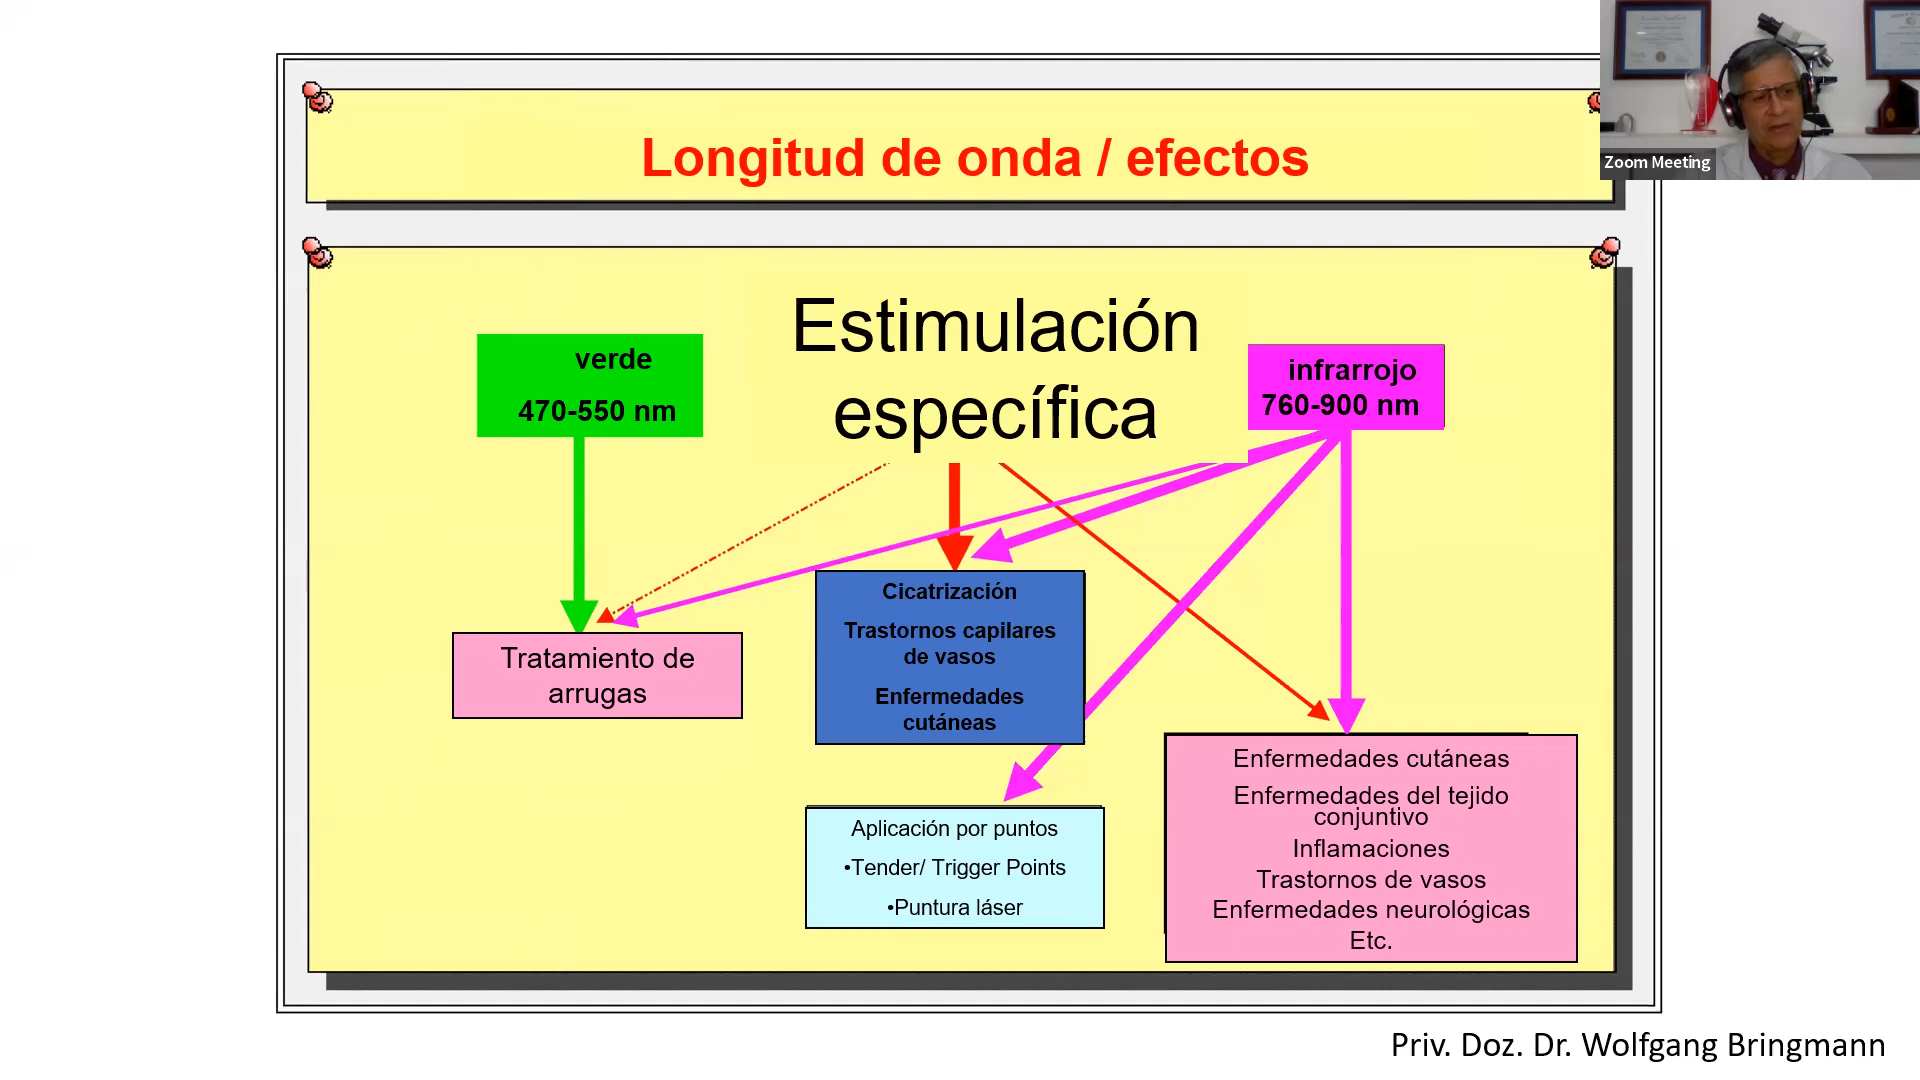 Longitud de onda / efectos
Zoom Meeting
Estimulación
específica
verde
470-550 nm
infrarrojo
760-900 nm
Tratamiento de
arrugas
Cicatrización
Trastornos capilares
de vasos
Enfermedades
cutáneas
Aplicación por puntos
•Tender/ Trigger Points
•Puntura láser
Enfermedades cutáneas
Enfermedades del tejido
conjuntivo
Inflamaciones
Trastornos de vasos
Enfermedades neurológicas
Etc.
Priv. Doz. Dr. Wolfgang Bringmann